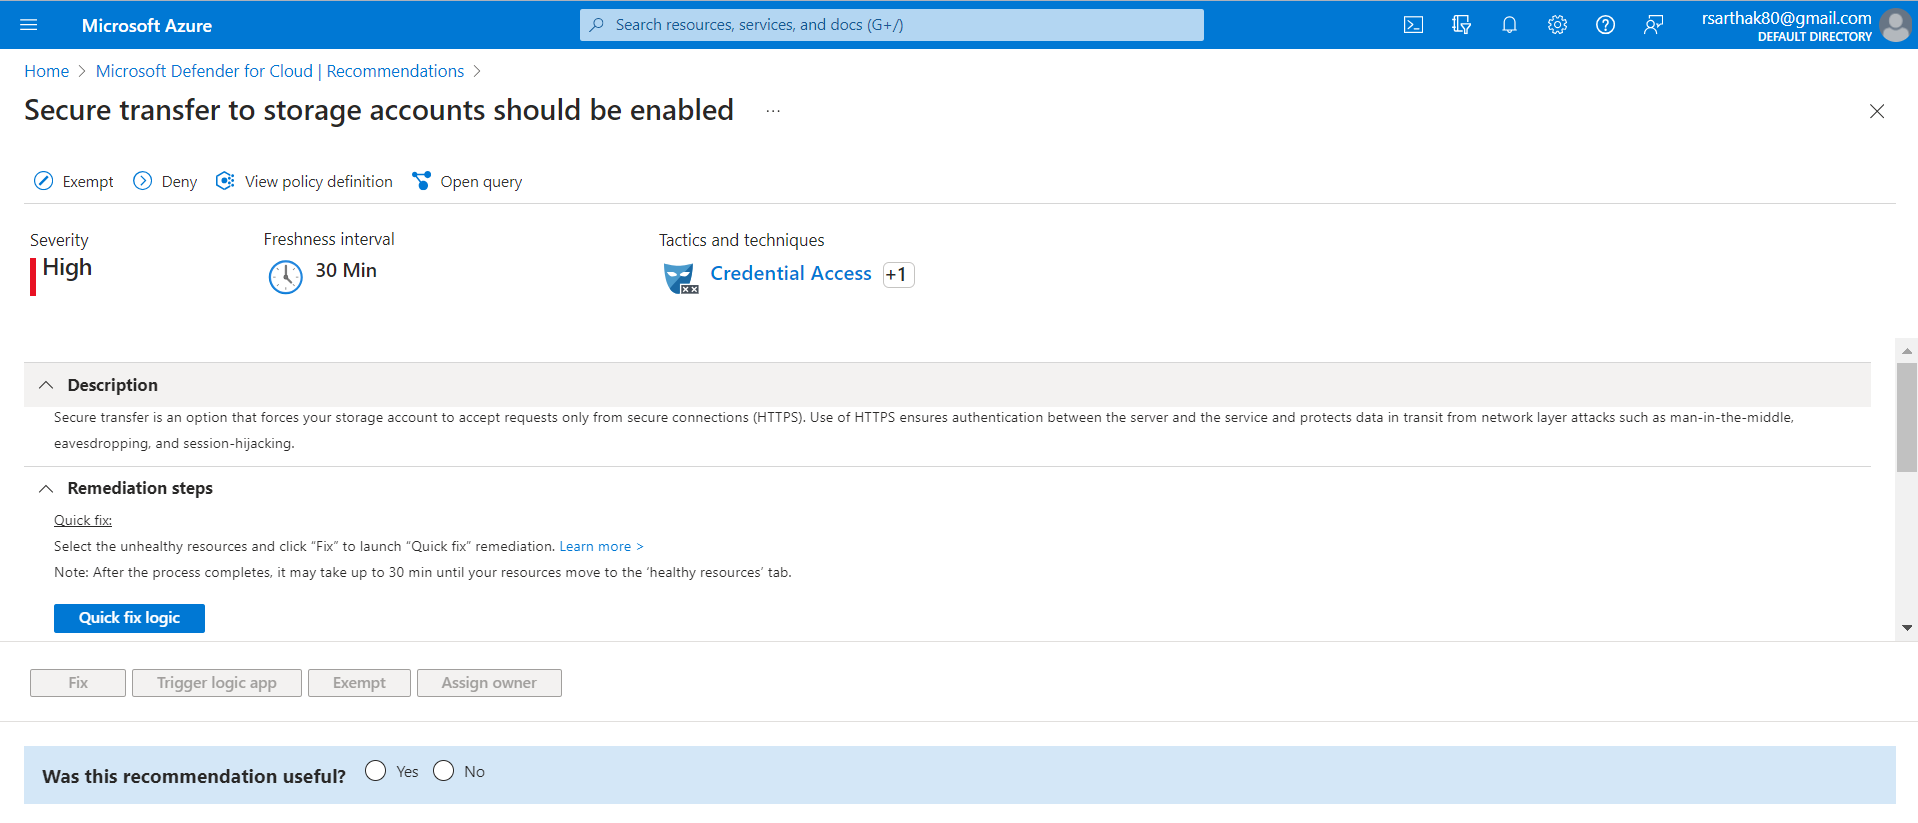 Microsoft Azure
Search resources, services, and docs (G+/)
rsarthak80@gmail.com
DEFAULT DIRECTORY
Home > Microsoft Defender for Cloud | Recommendations >
Secure transfer to storage accounts should be enabled ...
Exempt Deny View policy definition Open query
Severity
High
Freshness interval
30 Min
Tactics and techniques
Credential Access +1
Description
Secure transfer is an option that forces your storage account to accept requests only from secure connections (HTTPS). Use of HTTPS ensures authentication between the server and the service and protects data in transit from network layer attacks such as man-in-the-middle,
eavesdropping, and session-hijacking.
Remediation steps
Quick fix:
Select the unhealthy resources and click “Fix” to launch “Quick fix” remediation. Learn more >
Note: After the process completes, it may take up to 30 min until your resources move to the ‘healthy resources’ tab.
Quick fix logic
Fix Trigger logic app Exempt Assign owner
Was this recommendation useful? Yes No